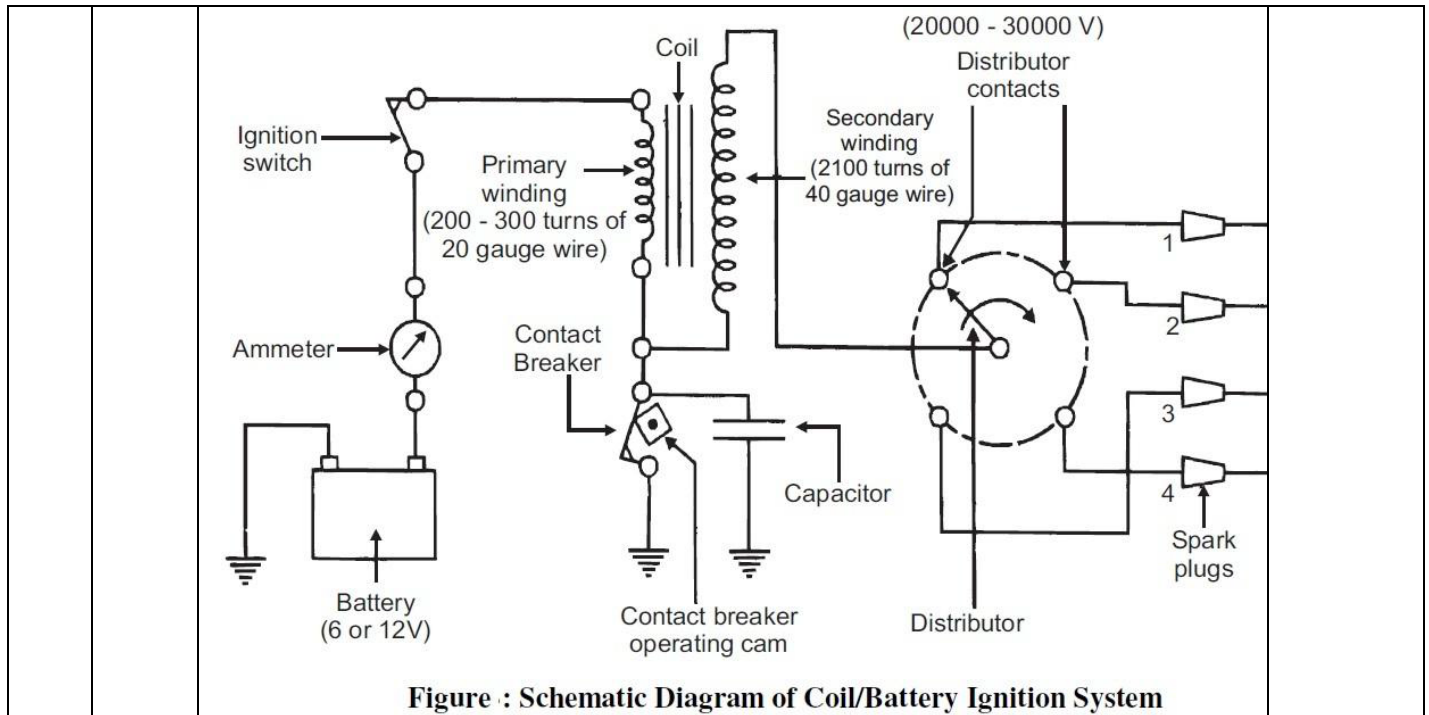 (20000 - 30000 V)
Distributor
contacts
Coil
Ignition
switch
Primary
winding
(200 - 300 turns of
20 gauge wire)
Secondary
winding
(2100 turns of
40 gauge wire)
1
2
3
4
Ammeter
Contact
Breaker
Capacitor
Spark
plugs
Battery
(6 or 12V)
Contact breaker
operating cam
Distributor
Figure : Schematic Diagram of Coil/Battery Ignition System